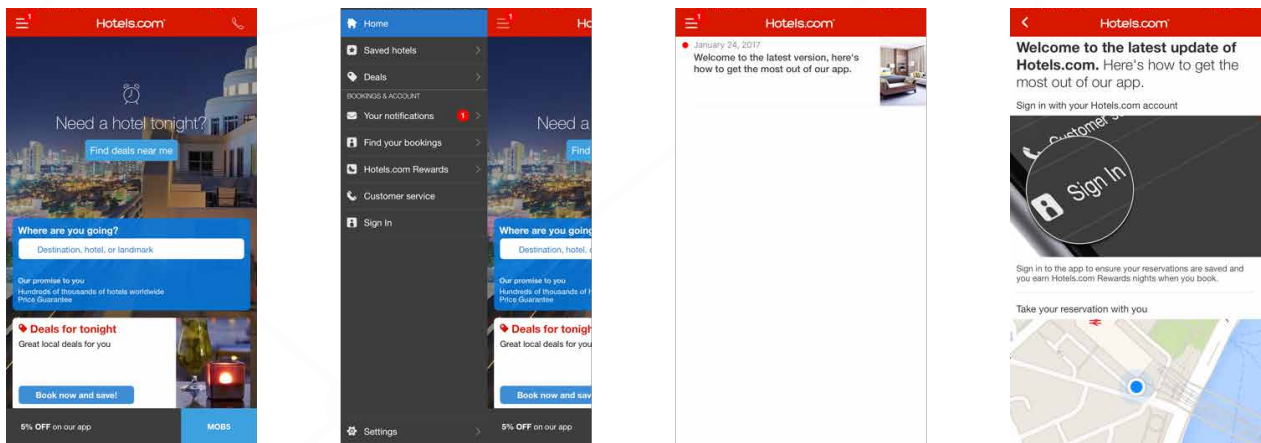 1
Hotels.com
Need a hotel tonight?
Find deals near me
Where are you going?
Destination, hotel, or landmark
Our promise to you
Hundreds of thousands of hotels worldwide
Price Guarantee
Deals for tonight
Great local deals for you
Book now and save!
5% OFF on our app
MOB5
Home
Saved hotels
Deals
BOOKINGS & ACCOUNT
Your notifications 1
Find your bookings
Hotels.com Rewards
Customer service
Sign In
Settings
1
Ho
Need a
Find
Where are you going
Destination, hotel, o
Our promise to you
Hundreds of thousands of h
Price Guarantee
Deals for tonigh
Great local deals for you
Book now and sav
5% OFF on our app
1
Hotels.com
January 24, 2017
Welcome to the latest version, here's
how to get the most out of our app.
Hotels.com
Welcome to the latest update of
Hotels.com. Here's how to get the
most out of our app.
Sign in with your Hotels.com account
Customer s
Sign In
Sign in to the app to ensure your reservations are saved and
you earn Hotels.com Rewards nights when you book.
Take your reservation with you